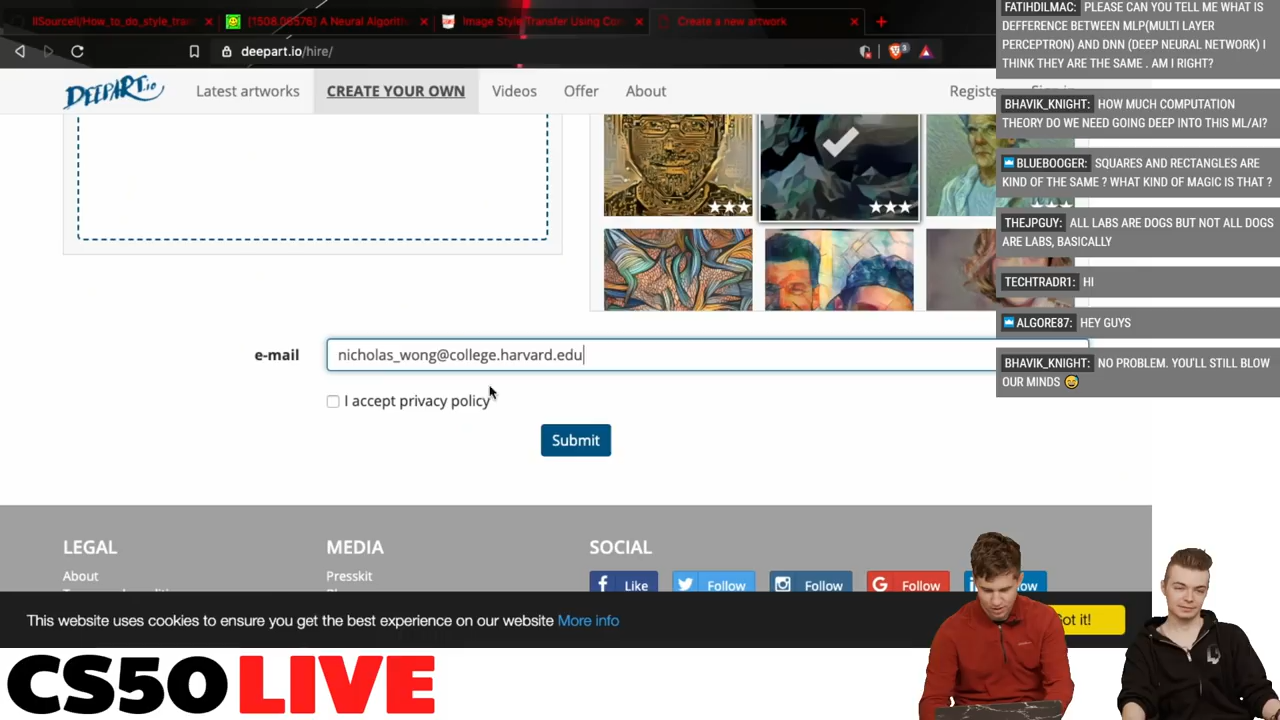 llSourcell/How_to_do_style_tran
[1508.06576] A Neural Algorith
Image Style Transfer Using Con
Create a new artwork
deepart.io/hire/
DEEPART.io
Latest artworks
CREATE YOUR OWN
Videos
Offer
About
Register
Sign in
e-mail
nicholas_wong@college.harvard.edu
I accept privacy policy
Submit
LEGAL
About
MEDIA
Presskit
SOCIAL
Like
Follow
Follow
Follow
This website uses cookies to ensure you get the best experience on our website More info
Got it!
CS50 LIVE
FATIHDILMAC: PLEASE CAN YOU TELL ME WHAT IS
DEFFERENCE BETWEEN MLP(MULTI LAYER
PERCEPTRON) AND DNN (DEEP NEURAL NETWORK) I
THINK THEY ARE THE SAME . AM I RIGHT?
BHAVIK_KNIGHT: HOW MUCH COMPUTATION
THEORY DO WE NEED GOING DEEP INTO THIS ML/AI?
BLUEBOOGER: SQUARES AND RECTANGLES ARE
KIND OF THE SAME ? WHAT KIND OF MAGIC IS THAT ?
THEJPGUY: ALL LABS ARE DOGS BUT NOT ALL DOGS
ARE LABS, BASICALLY
TECHTRADR1: HI
ALGORE87: HEY GUYS
BHAVIK_KNIGHT: NO PROBLEM. YOU'LL STILL BLOW
OUR MINDS 😅